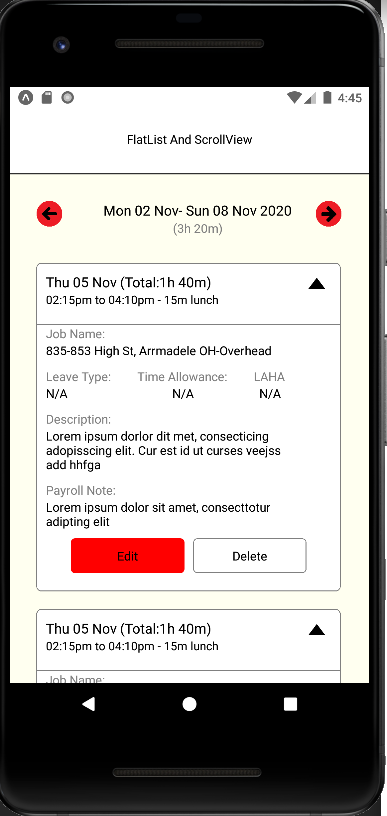 4:45
FlatList And ScrollView
Mon 02 Nov- Sun 08 Nov 2020
(3h 20m)
Thu 05 Nov (Total:1h 40m)
02:15pm to 04:10pm - 15m lunch
Job Name:
835-853 High St, Arrmadele OH-Overhead
Leave Type: Time Allowance: LAHA
N/A N/A N/A
Description:
Lorem ipsum dorlor dit met, consecticing
adopisscing elit. Cur est id ut curses veejss
add hhfga
Payroll Note:
Lorem ipsum dolor sit amet, consecttotur
adipting elit
Edit Delete
Thu 05 Nov (Total:1h 40m)
02:15pm to 04:10pm - 15m lunch
Job Name: